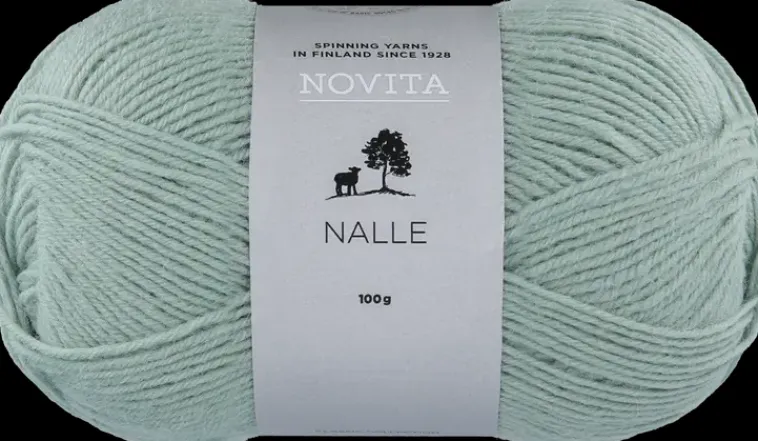 SPINNING YARNS
IN FINLAND SINCE 1928
NOVITA
NALLE
100g